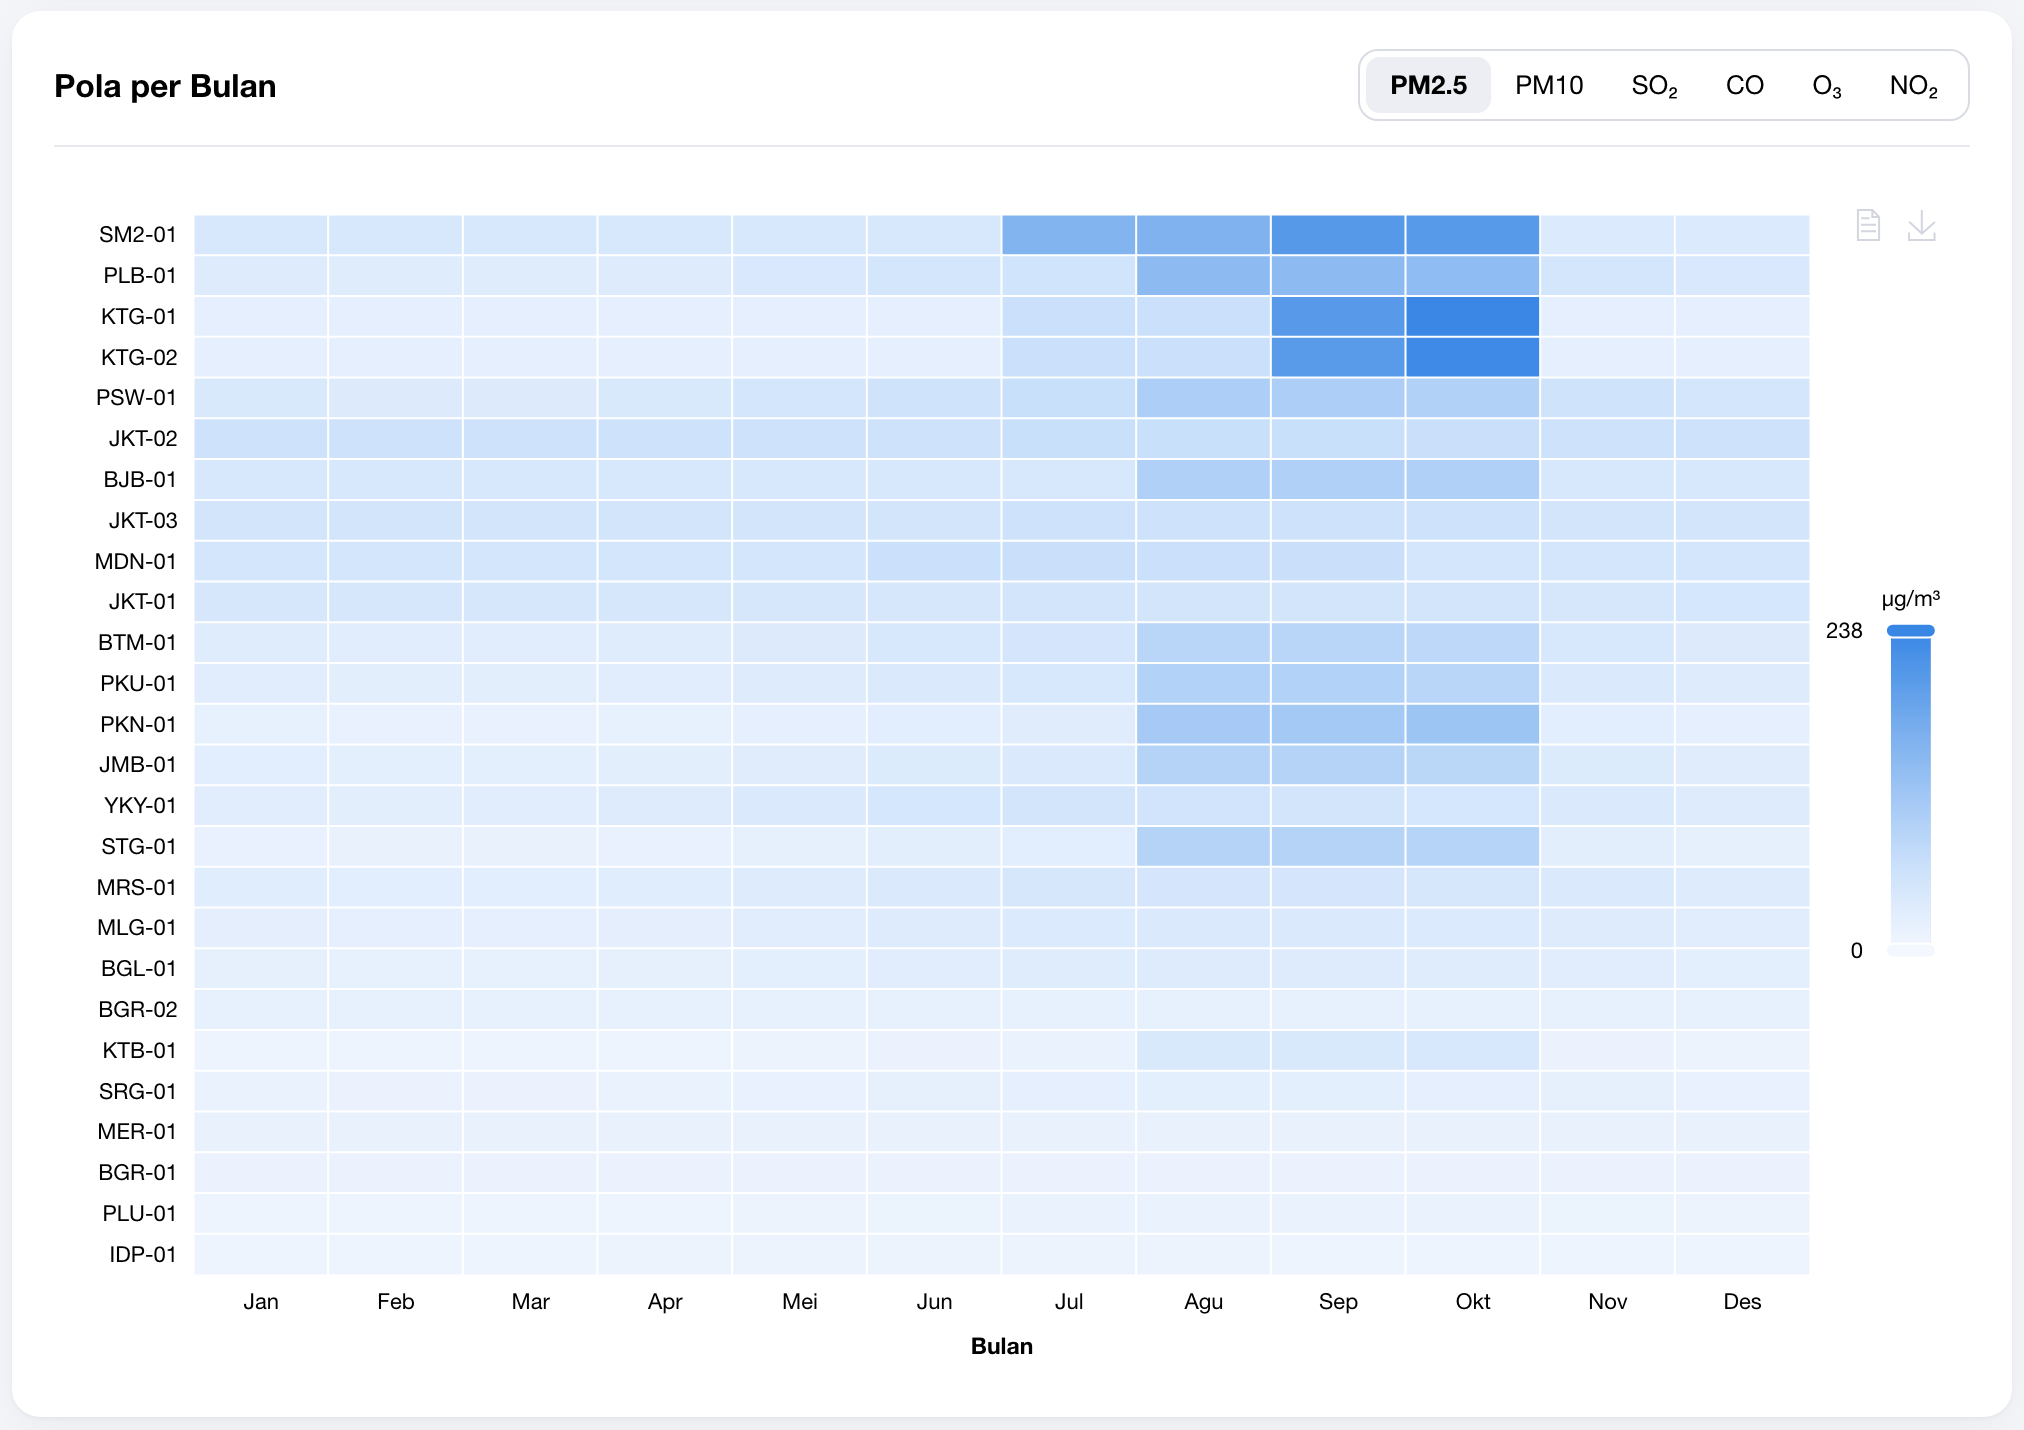 Pola per Bulan
PM2.5 PM10 SO₂ CO O₃ NO₂
SM2-01
PLB-01
KTG-01
KTG-02
PSW-01
JKT-02
BJB-01
JKT-03
MDN-01
JKT-01
BTM-01
PKU-01
PKN-01
JMB-01
YKY-01
STG-01
MRS-01
MLG-01
BGL-01
BGR-02
KTB-01
SRG-01
MER-01
BGR-01
PLU-01
IDP-01
Jan Feb Mar Apr Mei Jun Jul Agu Sep Okt Nov Des
Bulan
µg/m³
238
0